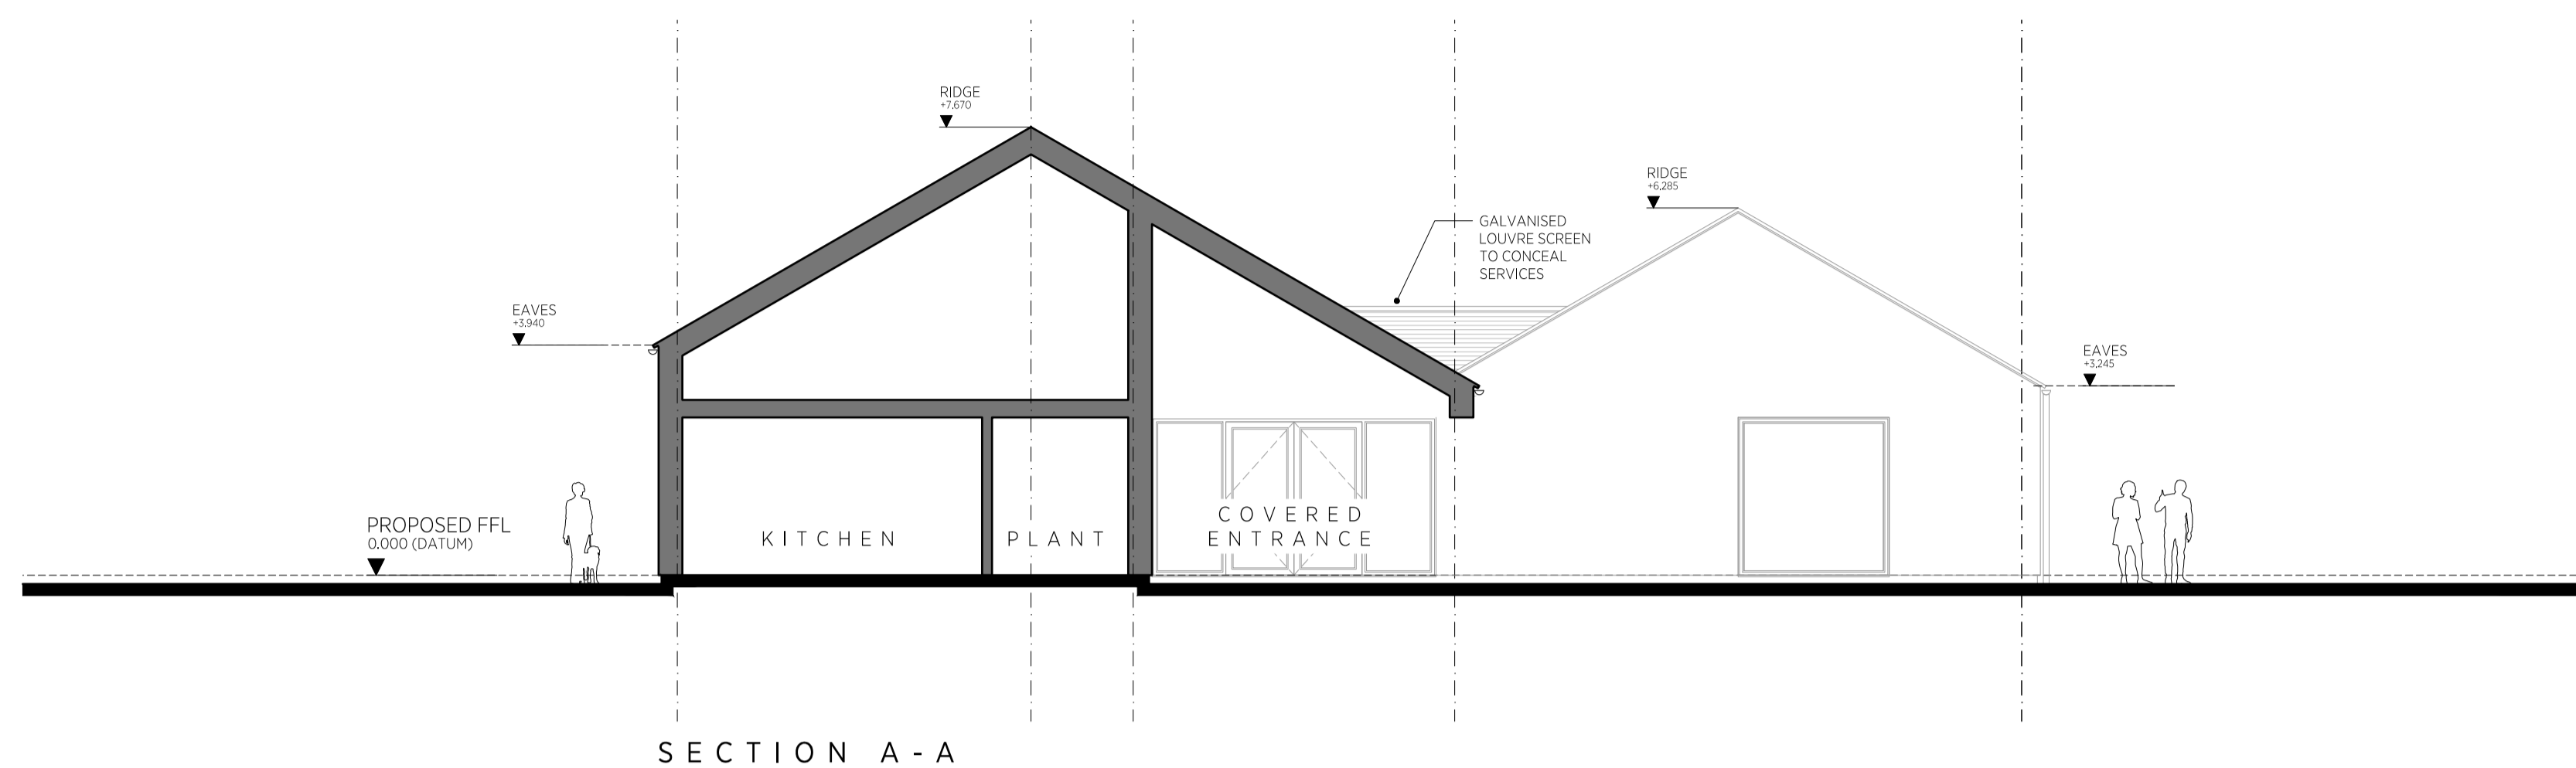 RIDGE
+7.670
RIDGE
+6.285
GALVANISED
LOUVRE SCREEN
TO CONCEAL
SERVICES
EAVES
+3.940
EAVES
+3.245
PROPOSED FFL
0.000 (DATUM)
KITCHEN
PLANT
COVERED
ENTRANCE
SECTION A-A